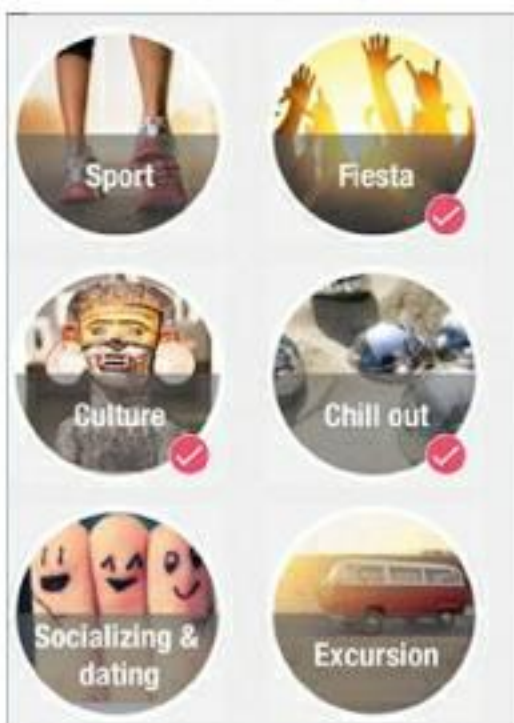 Sport
Fiesta
Culture
Chill out
Socializing &
dating
Excursion